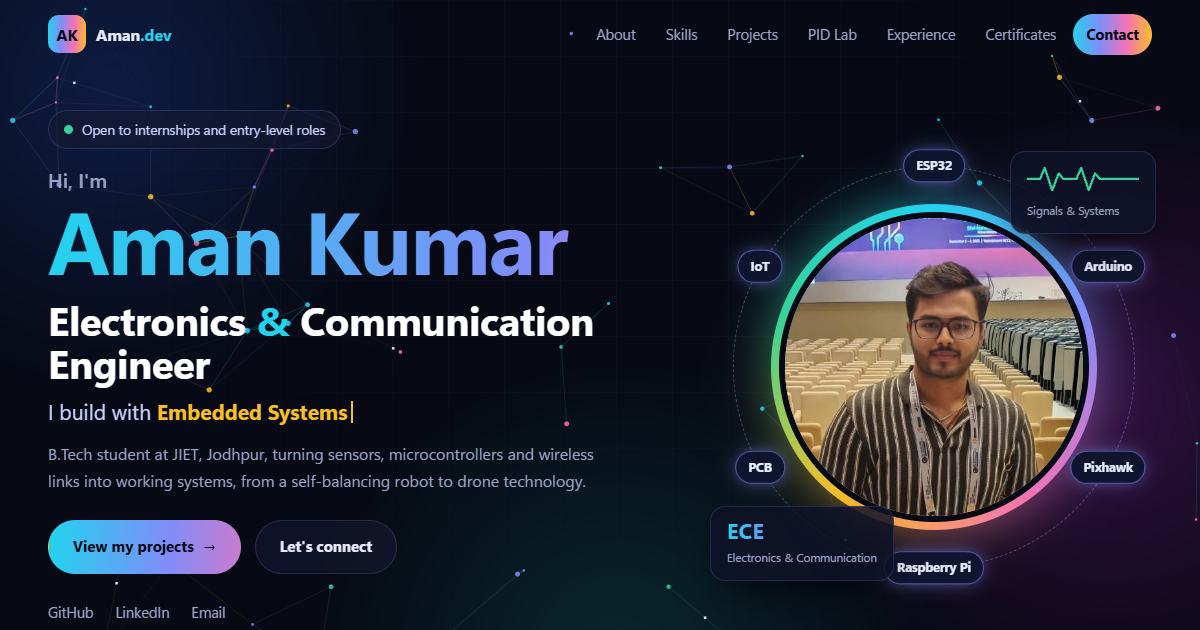 AK Aman.dev
About Skills Projects PID Lab Experience Certificates Contact
Open to internships and entry-level roles
Hi, I'm
Aman Kumar
Electronics & Communication
Engineer
I build with Embedded Systems
B.Tech student at JIET, Jodhpur, turning sensors, microcontrollers and wireless
links into working systems, from a self-balancing robot to drone technology.
View my projects →
Let's connect
GitHub LinkedIn Email
ESP32
Signals & Systems
IoT
Arduino
PCB
Pixhawk
ECE
Electronics & Communication
Raspberry Pi